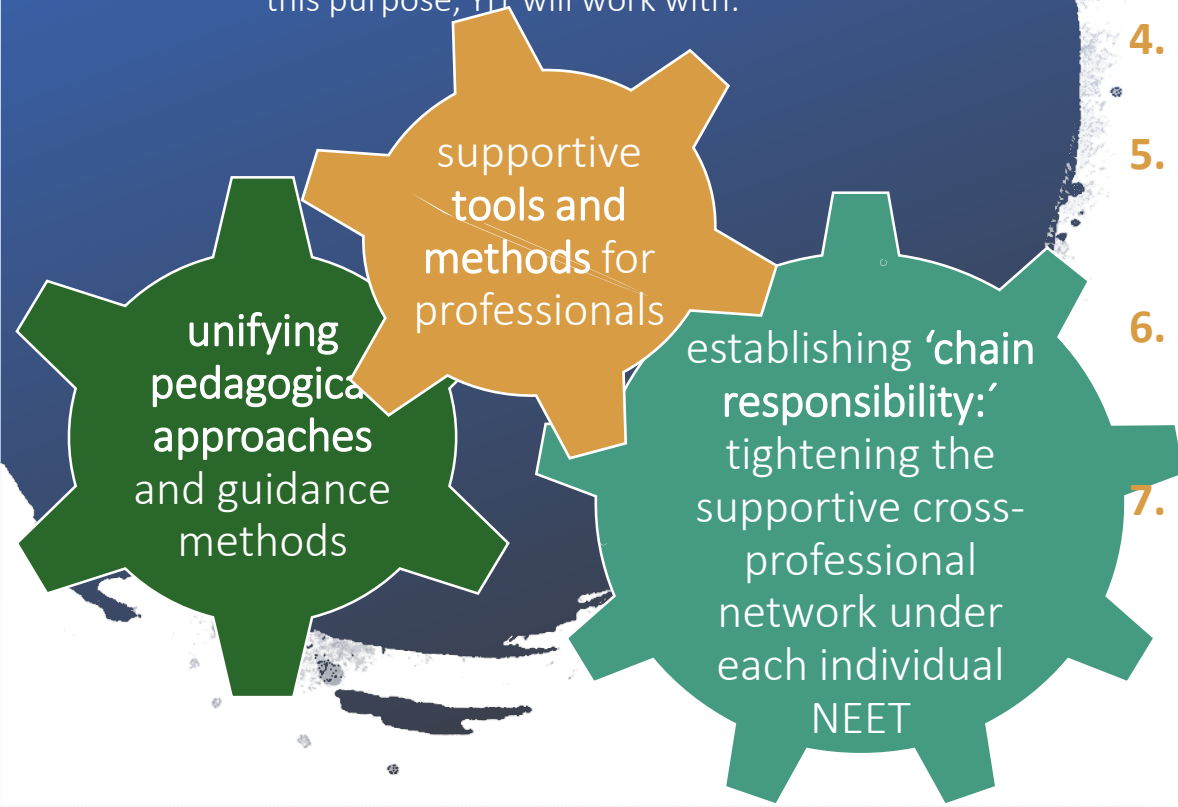 this purpose, YIT will work with:
supportive
tools and
methods for
professionals
unifying
pedagogica
approaches
and guidance
methods
establishing ‘chain
responsibility:´
tightening the
supportive cross-
professional
network under
each individual
NEET
4.
5.
6.
7.